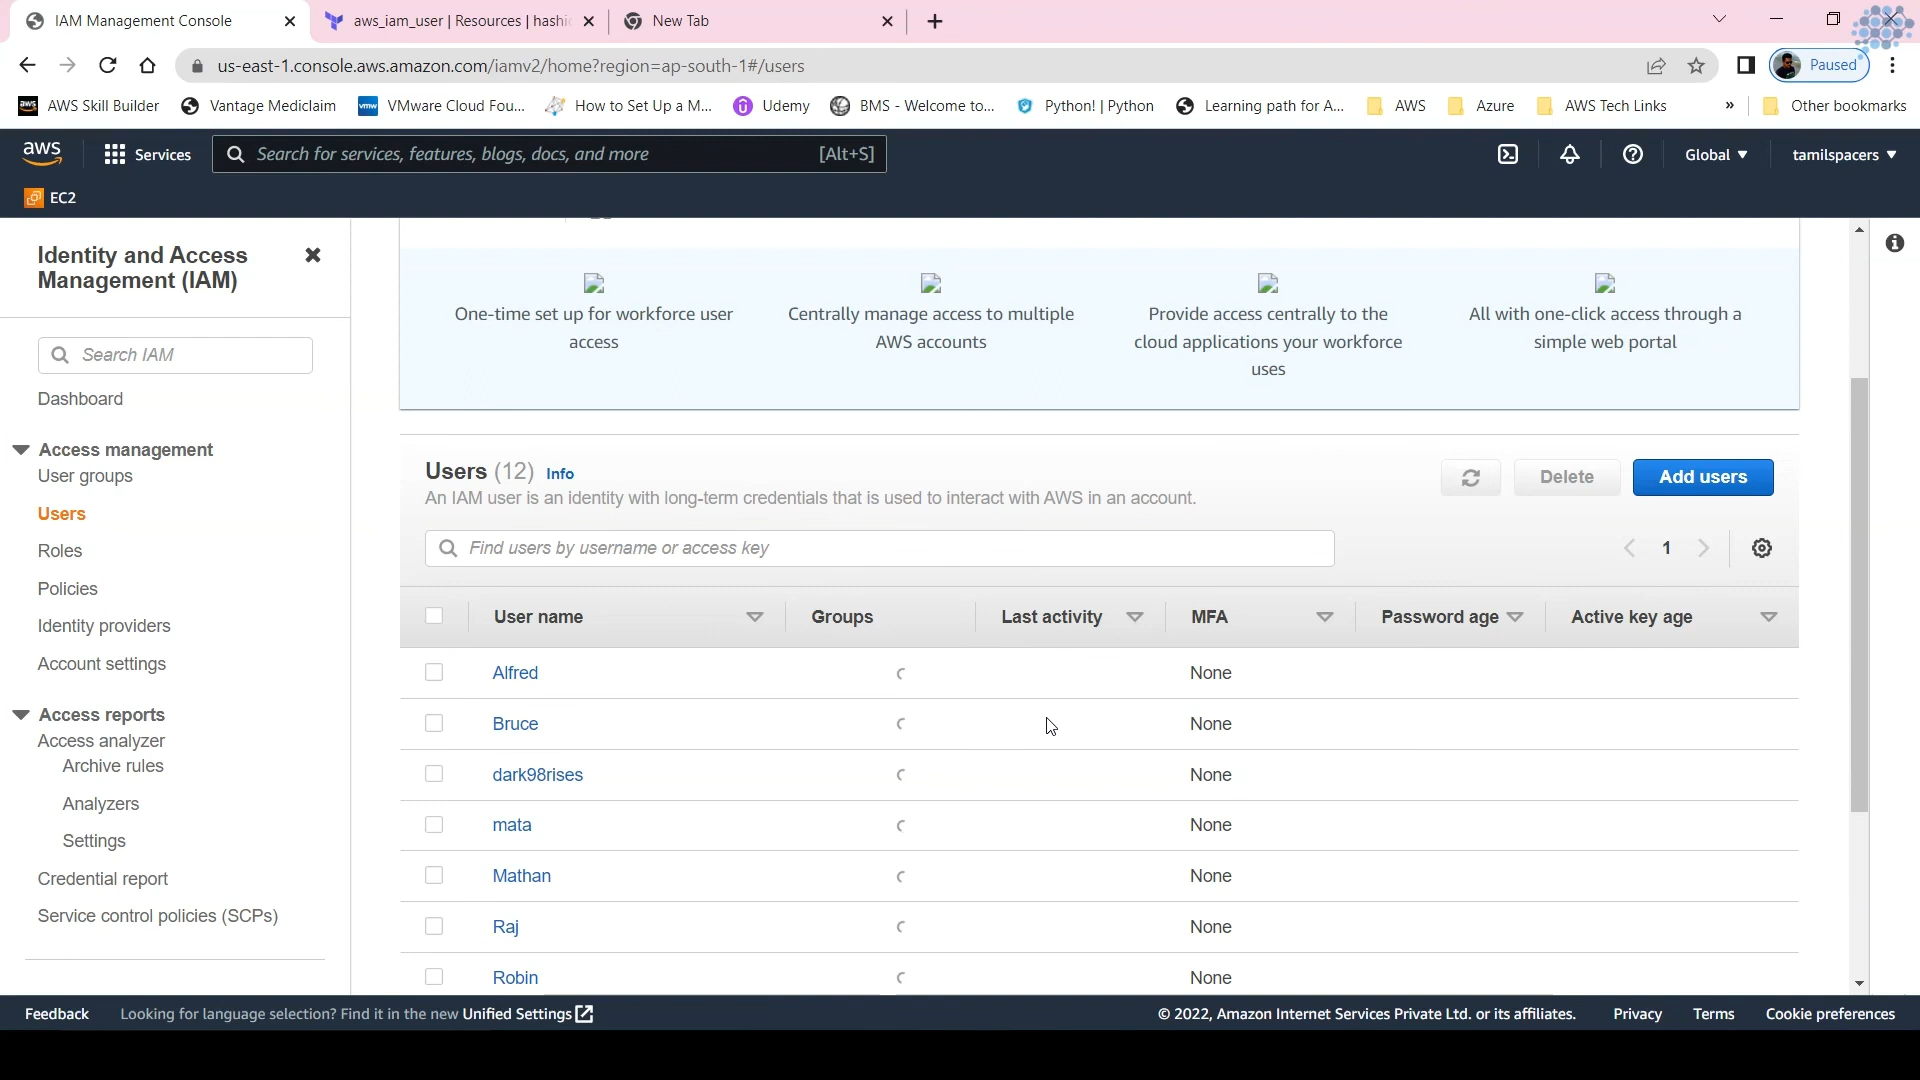 IAM Management Console
aws_iam_user | Resources | hashic
New Tab
us-east-1.console.aws.amazon.com/iamv2/home?region=ap-south-1#/users
Paused
AWS Skill Builder
Vantage Mediclaim
vmw
VMware Cloud Fou...
How to Set Up a M...
Udemy
BMS - Welcome to...
Python! | Python
Learning path for A...
AWS
Azure
AWS Tech Links
»
Other bookmarks
aws
Services
Search for services, features, blogs, docs, and more
[Alt+S]
Global
tamilspacers
EC2
Identity and Access
Management (IAM)
Search IAM
Dashboard
Access management
User groups
Users
Roles
Policies
Identity providers
Account settings
Access reports
Access analyzer
Archive rules
Analyzers
Settings
Credential report
Service control policies (SCPs)
One-time set up for workforce user
access
Centrally manage access to multiple
AWS accounts
Provide access centrally to the
cloud applications your workforce
uses
All with one-click access through a
simple web portal
Users (12) Info
An IAM user is an identity with long-term credentials that is used to interact with AWS in an account.
Delete
Add users
Find users by username or access key
1
User name
Groups
Last activity
MFA
Password age
Active key age
Alfred None
Bruce None
dark98rises None
mata None
Mathan None
Raj None
Robin None
Feedback
Looking for language selection? Find it in the new Unified Settings
© 2022, Amazon Internet Services Private Ltd. or its affiliates.
Privacy
Terms
Cookie preferences